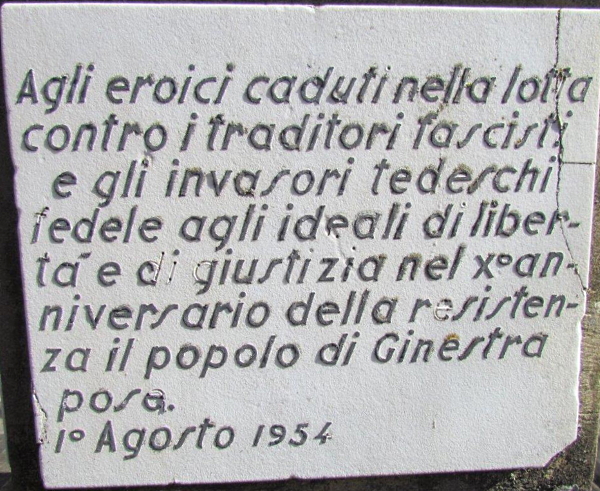 Agli eroici caduti nella lotta
contro i traditori fascisti
e gli invasori tedeschi
fedele agli ideali di liber-
tà e di giustizia nel x° an-
niversario della resisten-
za il popolo di Ginestra
posa.
1° Agosto 1954